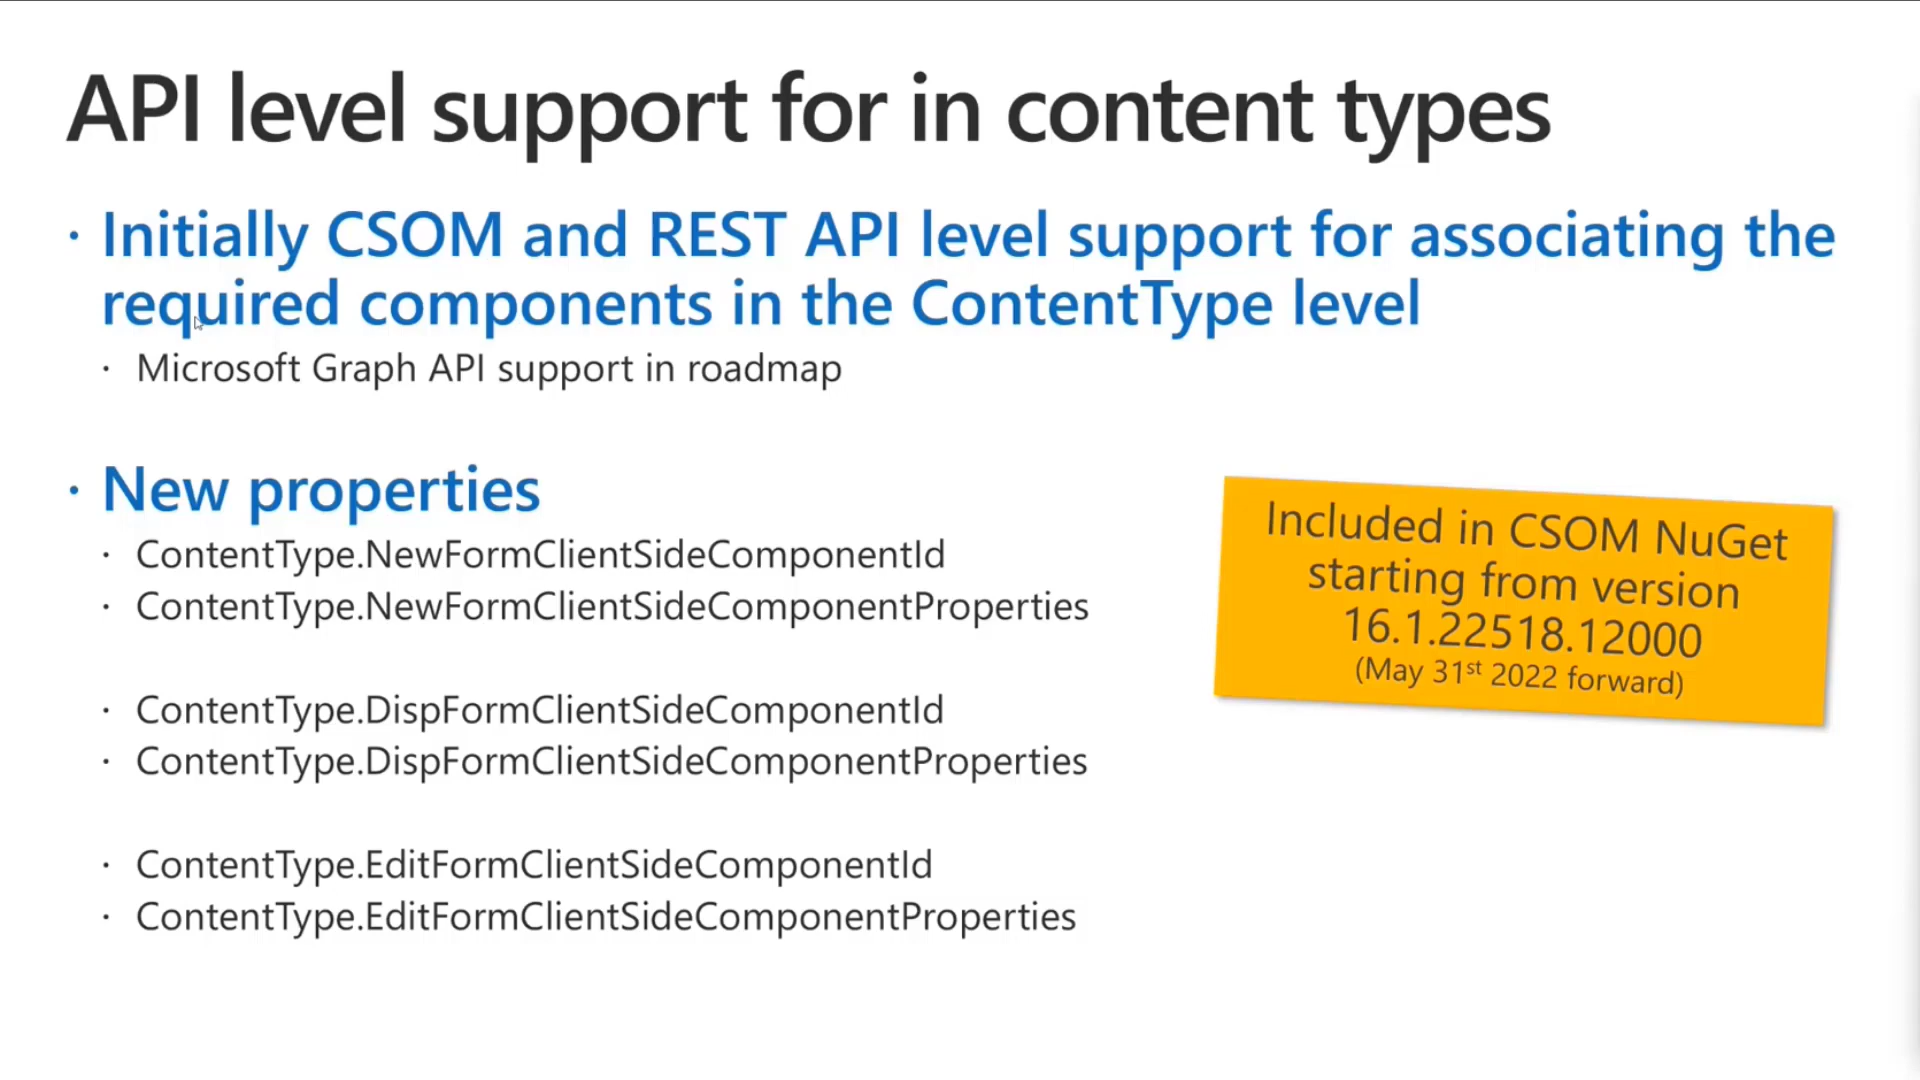 API level support for in content types
· Initially CSOM and REST API level support for associating the
required components in the ContentType level
· Microsoft Graph API support in roadmap
· New properties
· ContentType.NewFormClientSideComponentId
· ContentType.NewFormClientSideComponentProperties
· ContentType.DispFormClientSideComponentId
· ContentType.DispFormClientSideComponentProperties
· ContentType.EditFormClientSideComponentId
· ContentType.EditFormClientSideComponentProperties
Included in CSOM NuGet
starting from version
16.1.22518.12000
(May 31st 2022 forward)